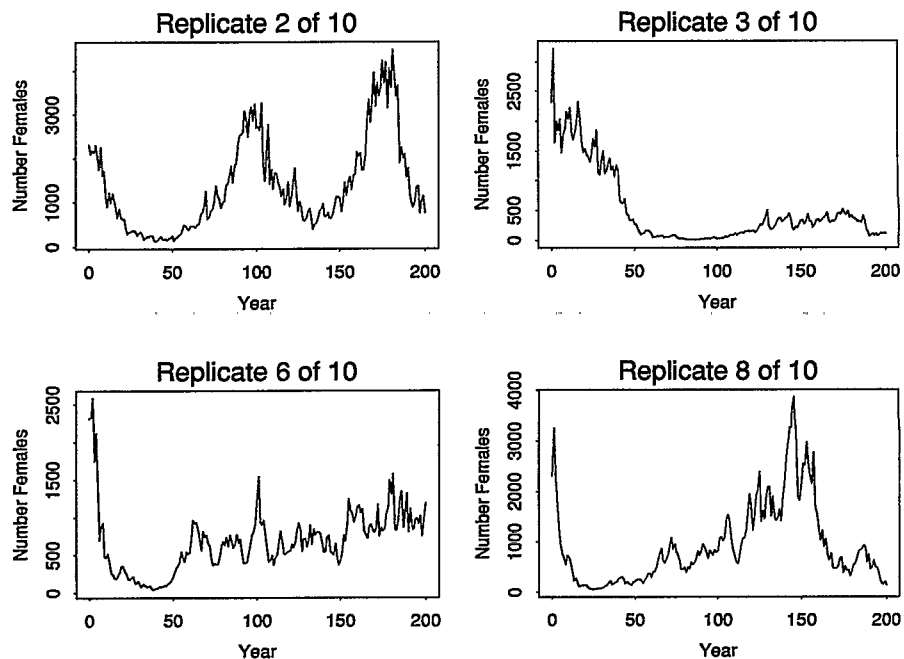 Replicate 2 of 10
Number Females
3000
1000
0
0 50 100 150 200
Year
Replicate 3 of 10
Number Females
2500
1500
500
0
0 50 100 150 200
Year
Replicate 6 of 10
Number Females
2500
1500
500
0
0 50 100 150 200
Year
Replicate 8 of 10
Number Females
4000
3000
2000
1000
0
0 50 100 150 200
Year